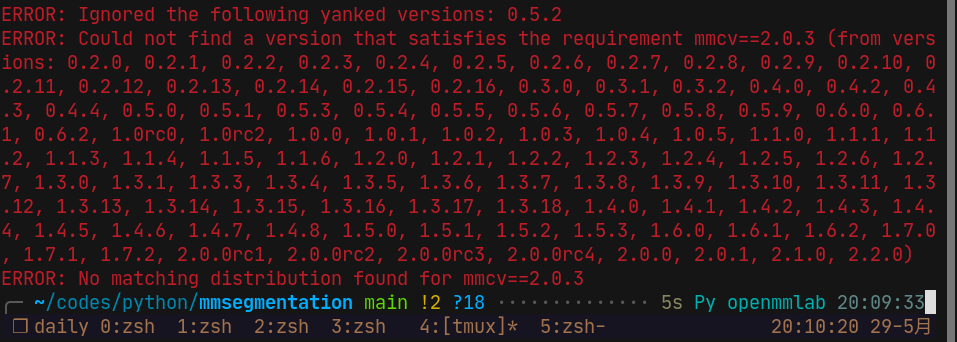 ERROR: Ignored the following yanked versions: 0.5.2
ERROR: Could not find a version that satisfies the requirement mmcv==2.0.3 (from vers
ions: 0.2.0, 0.2.1, 0.2.2, 0.2.3, 0.2.4, 0.2.5, 0.2.6, 0.2.7, 0.2.8, 0.2.9, 0.2.10, 0
.2.11, 0.2.12, 0.2.13, 0.2.14, 0.2.15, 0.2.16, 0.3.0, 0.3.1, 0.3.2, 0.4.0, 0.4.2, 0.4
.3, 0.4.4, 0.5.0, 0.5.1, 0.5.3, 0.5.4, 0.5.5, 0.5.6, 0.5.7, 0.5.8, 0.5.9, 0.6.0, 0.6.
1, 0.6.2, 1.0rc0, 1.0rc2, 1.0.0, 1.0.1, 1.0.2, 1.0.3, 1.0.4, 1.0.5, 1.1.0, 1.1.1, 1.1
.2, 1.1.3, 1.1.4, 1.1.5, 1.1.6, 1.2.0, 1.2.1, 1.2.2, 1.2.3, 1.2.4, 1.2.5, 1.2.6, 1.2.
7, 1.3.0, 1.3.1, 1.3.3, 1.3.4, 1.3.5, 1.3.6, 1.3.7, 1.3.8, 1.3.9, 1.3.10, 1.3.11, 1.3
.12, 1.3.13, 1.3.14, 1.3.15, 1.3.16, 1.3.17, 1.3.18, 1.4.0, 1.4.1, 1.4.2, 1.4.3, 1.4.
4, 1.4.5, 1.4.6, 1.4.7, 1.4.8, 1.5.0, 1.5.1, 1.5.2, 1.5.3, 1.6.0, 1.6.1, 1.6.2, 1.7.0
, 1.7.1, 1.7.2, 2.0.0rc1, 2.0.0rc2, 2.0.0rc3, 2.0.0rc4, 2.0.0, 2.0.1, 2.1.0, 2.2.0)
ERROR: No matching distribution found for mmcv==2.0.3
~/codes/python/mmsegmentation main !2 ?18 ··············· 5s Py openmmlab 20:09:33
❐ daily 0:zsh 1:zsh 2:zsh 3:zsh 4:[tmux]* 5:zsh- 20:10:20 29-5月